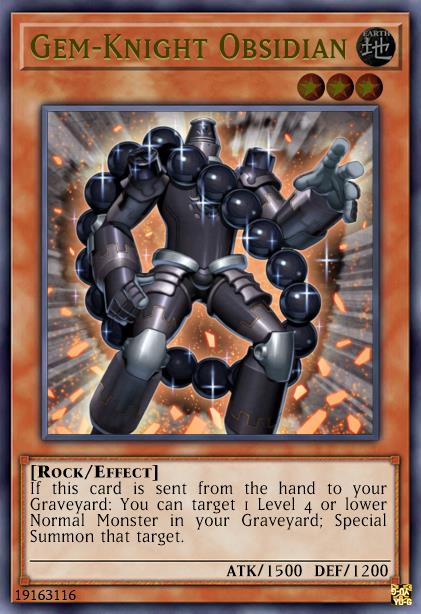 Gem-Knight Obsidian
EARTH
地
[Rock/Effect]
If this card is sent from the hand to your
Graveyard: You can target 1 Level 4 or lower
Normal Monster in your Graveyard; Special
Summon that target.
ATK/1500 DEF/1200
19163116